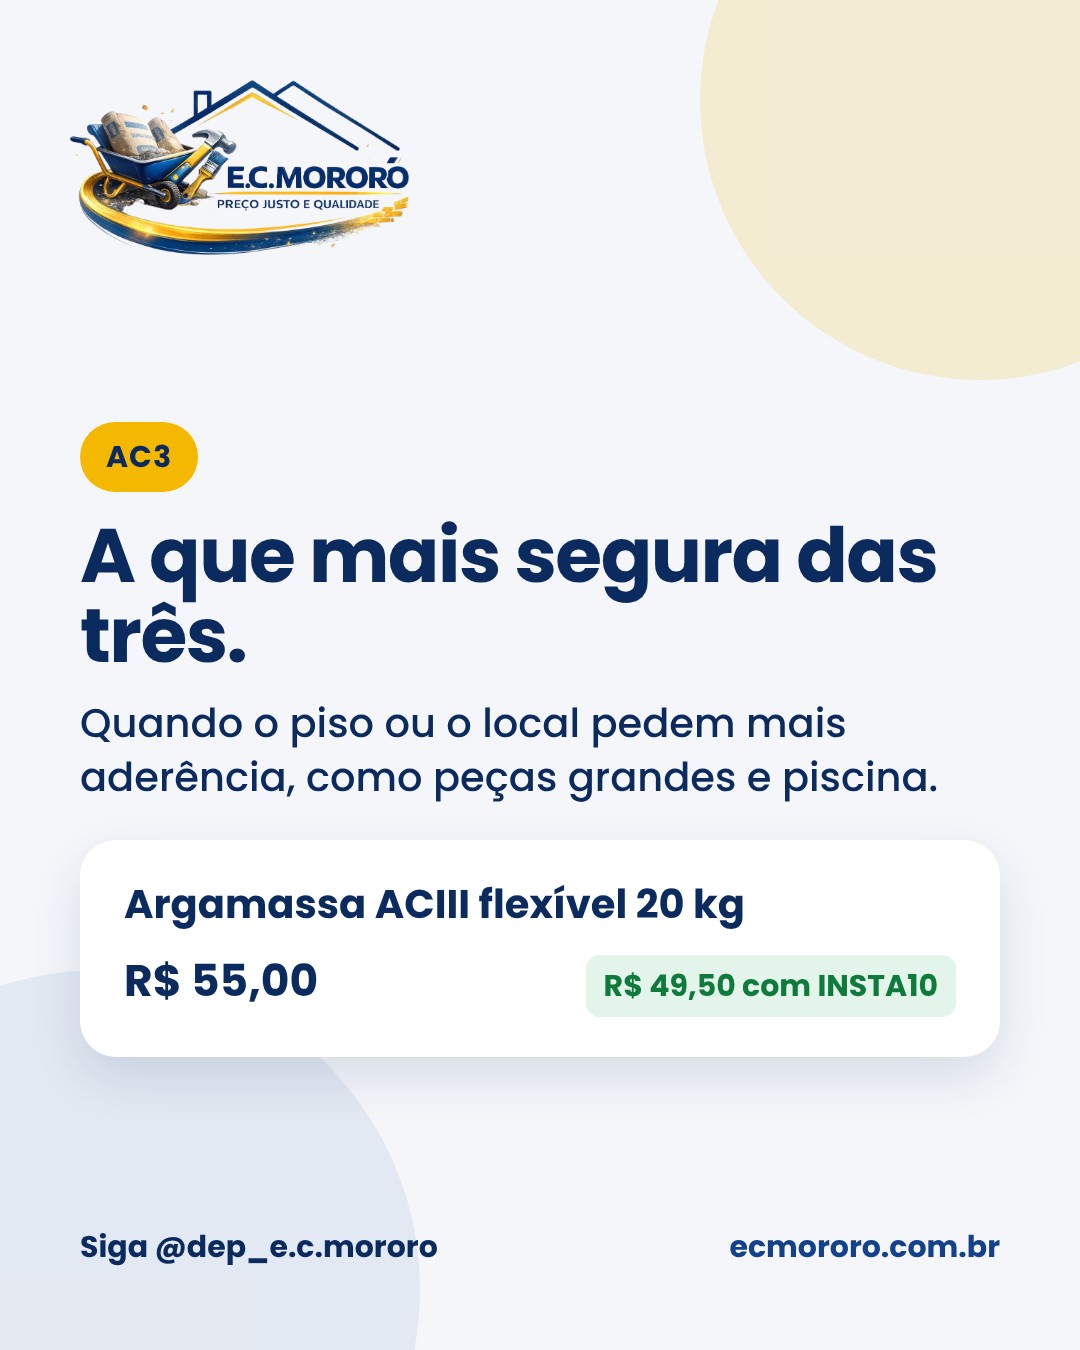 E.C.MORORÓ
PREÇO JUSTO E QUALIDADE
AC3
A que mais segura das
três.
Quando o piso ou o local pedem mais
aderência, como peças grandes e piscina.
Argamassa ACIII flexível 20 kg
R$ 55,00
R$ 49,50 com INSTA10
Siga @dep_e.c.mororo
ecmororo.com.br